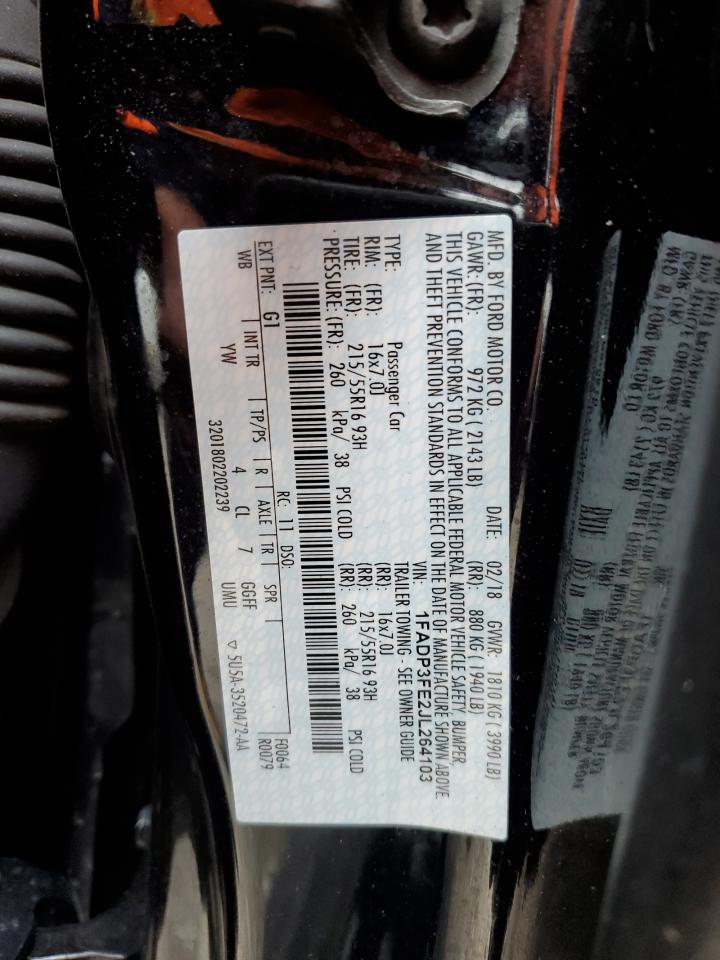 MFD. BY FORD MOTOR CO. DATE: 02/18 GVWR: 1810 KG ( 3990 LB)
GAWR: (FR): 972 KG ( 2143 LB) (RR): 880 KG ( 1940 LB)
THIS VEHICLE CONFORMS TO ALL APPLICABLE FEDERAL MOTOR VEHICLE SAFETY, BUMPER,
AND THEFT PREVENTION STANDARDS IN EFFECT ON THE DATE OF MANUFACTURE SHOWN ABOVE
VIN: 1FADP3FE2JL264103
TYPE: Passenger Car TRAILER TOWING - SEE OWNER GUIDE
RIM: (FR): 16x7.0J (RR): 16x7.0J
TIRE: (FR): 215/55R16 93H (RR): 215/55R16 93H
PRESSURE: (FR): 260 kPa/ 38 PSI COLD (RR): 260 kPa/ 38 PSI COLD
RC: 11 DSO: F0064
EXT PNT: G1 R0079
WB INT TR TP/PS R AXLE TR SPR
YW 4 CL 7 GGFF
UMU
3201802202239 ▽ 5U5A-3520472-AA